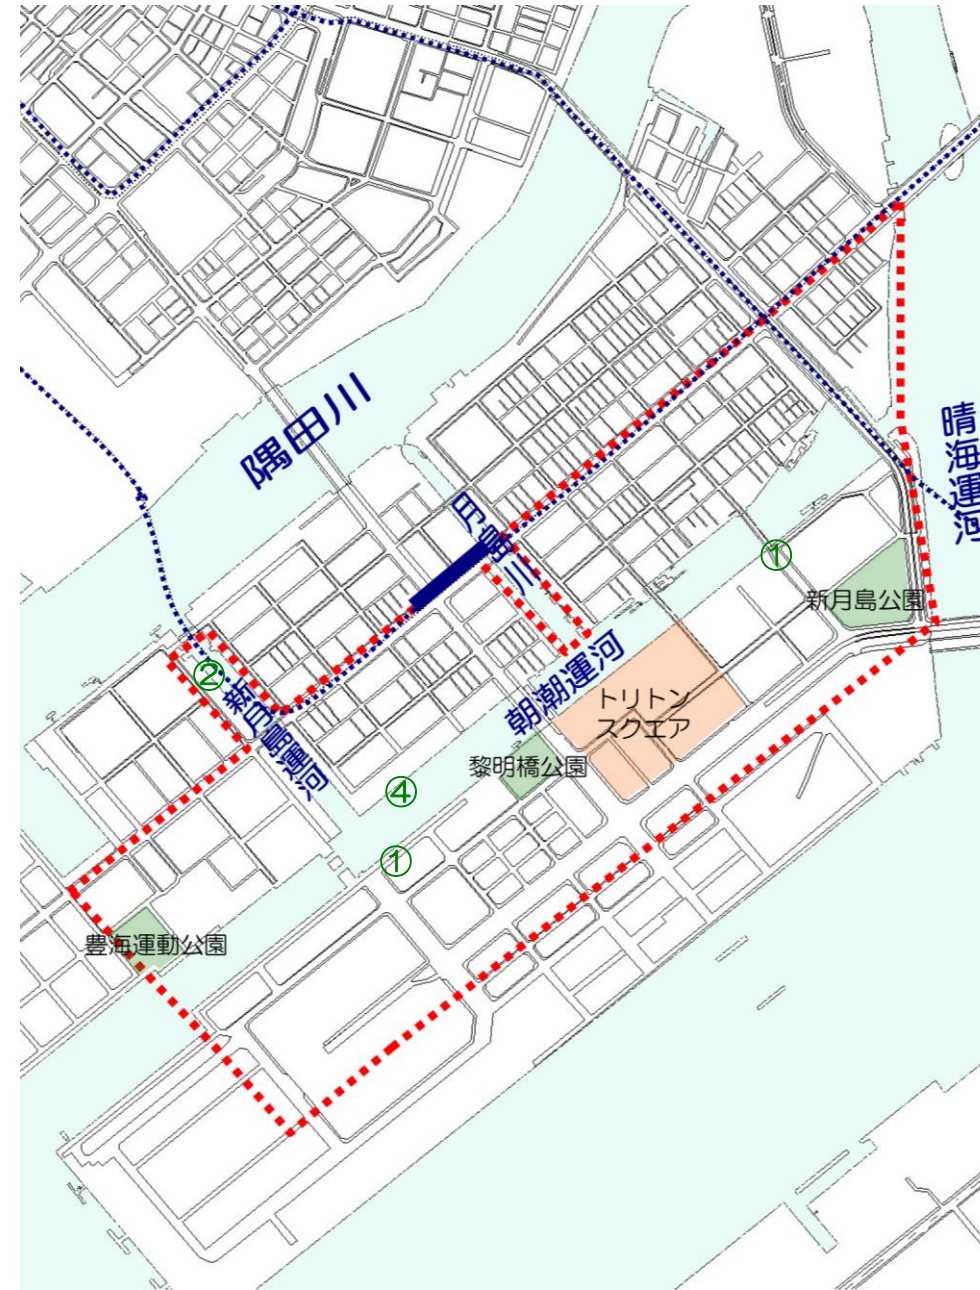 隅田川
晴海運河
月島川
①
新月島公園
朝潮運河
②
新月島運河
トリトン
スクエア
黎明橋公園
④
①
豊海運動公園